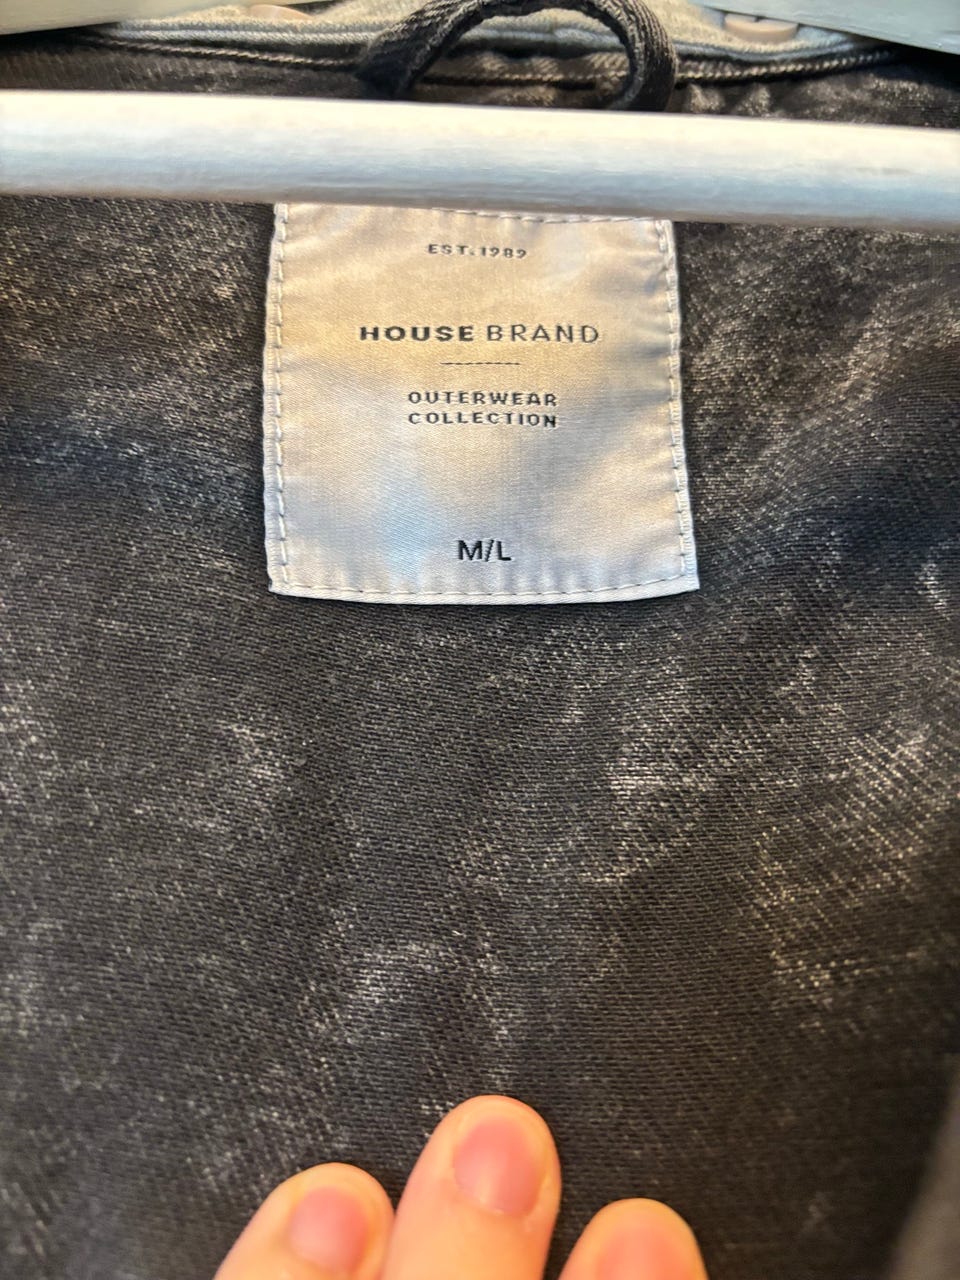 EST. 1989
HOUSE BRAND
OUTERWEAR
COLLECTION
M/L